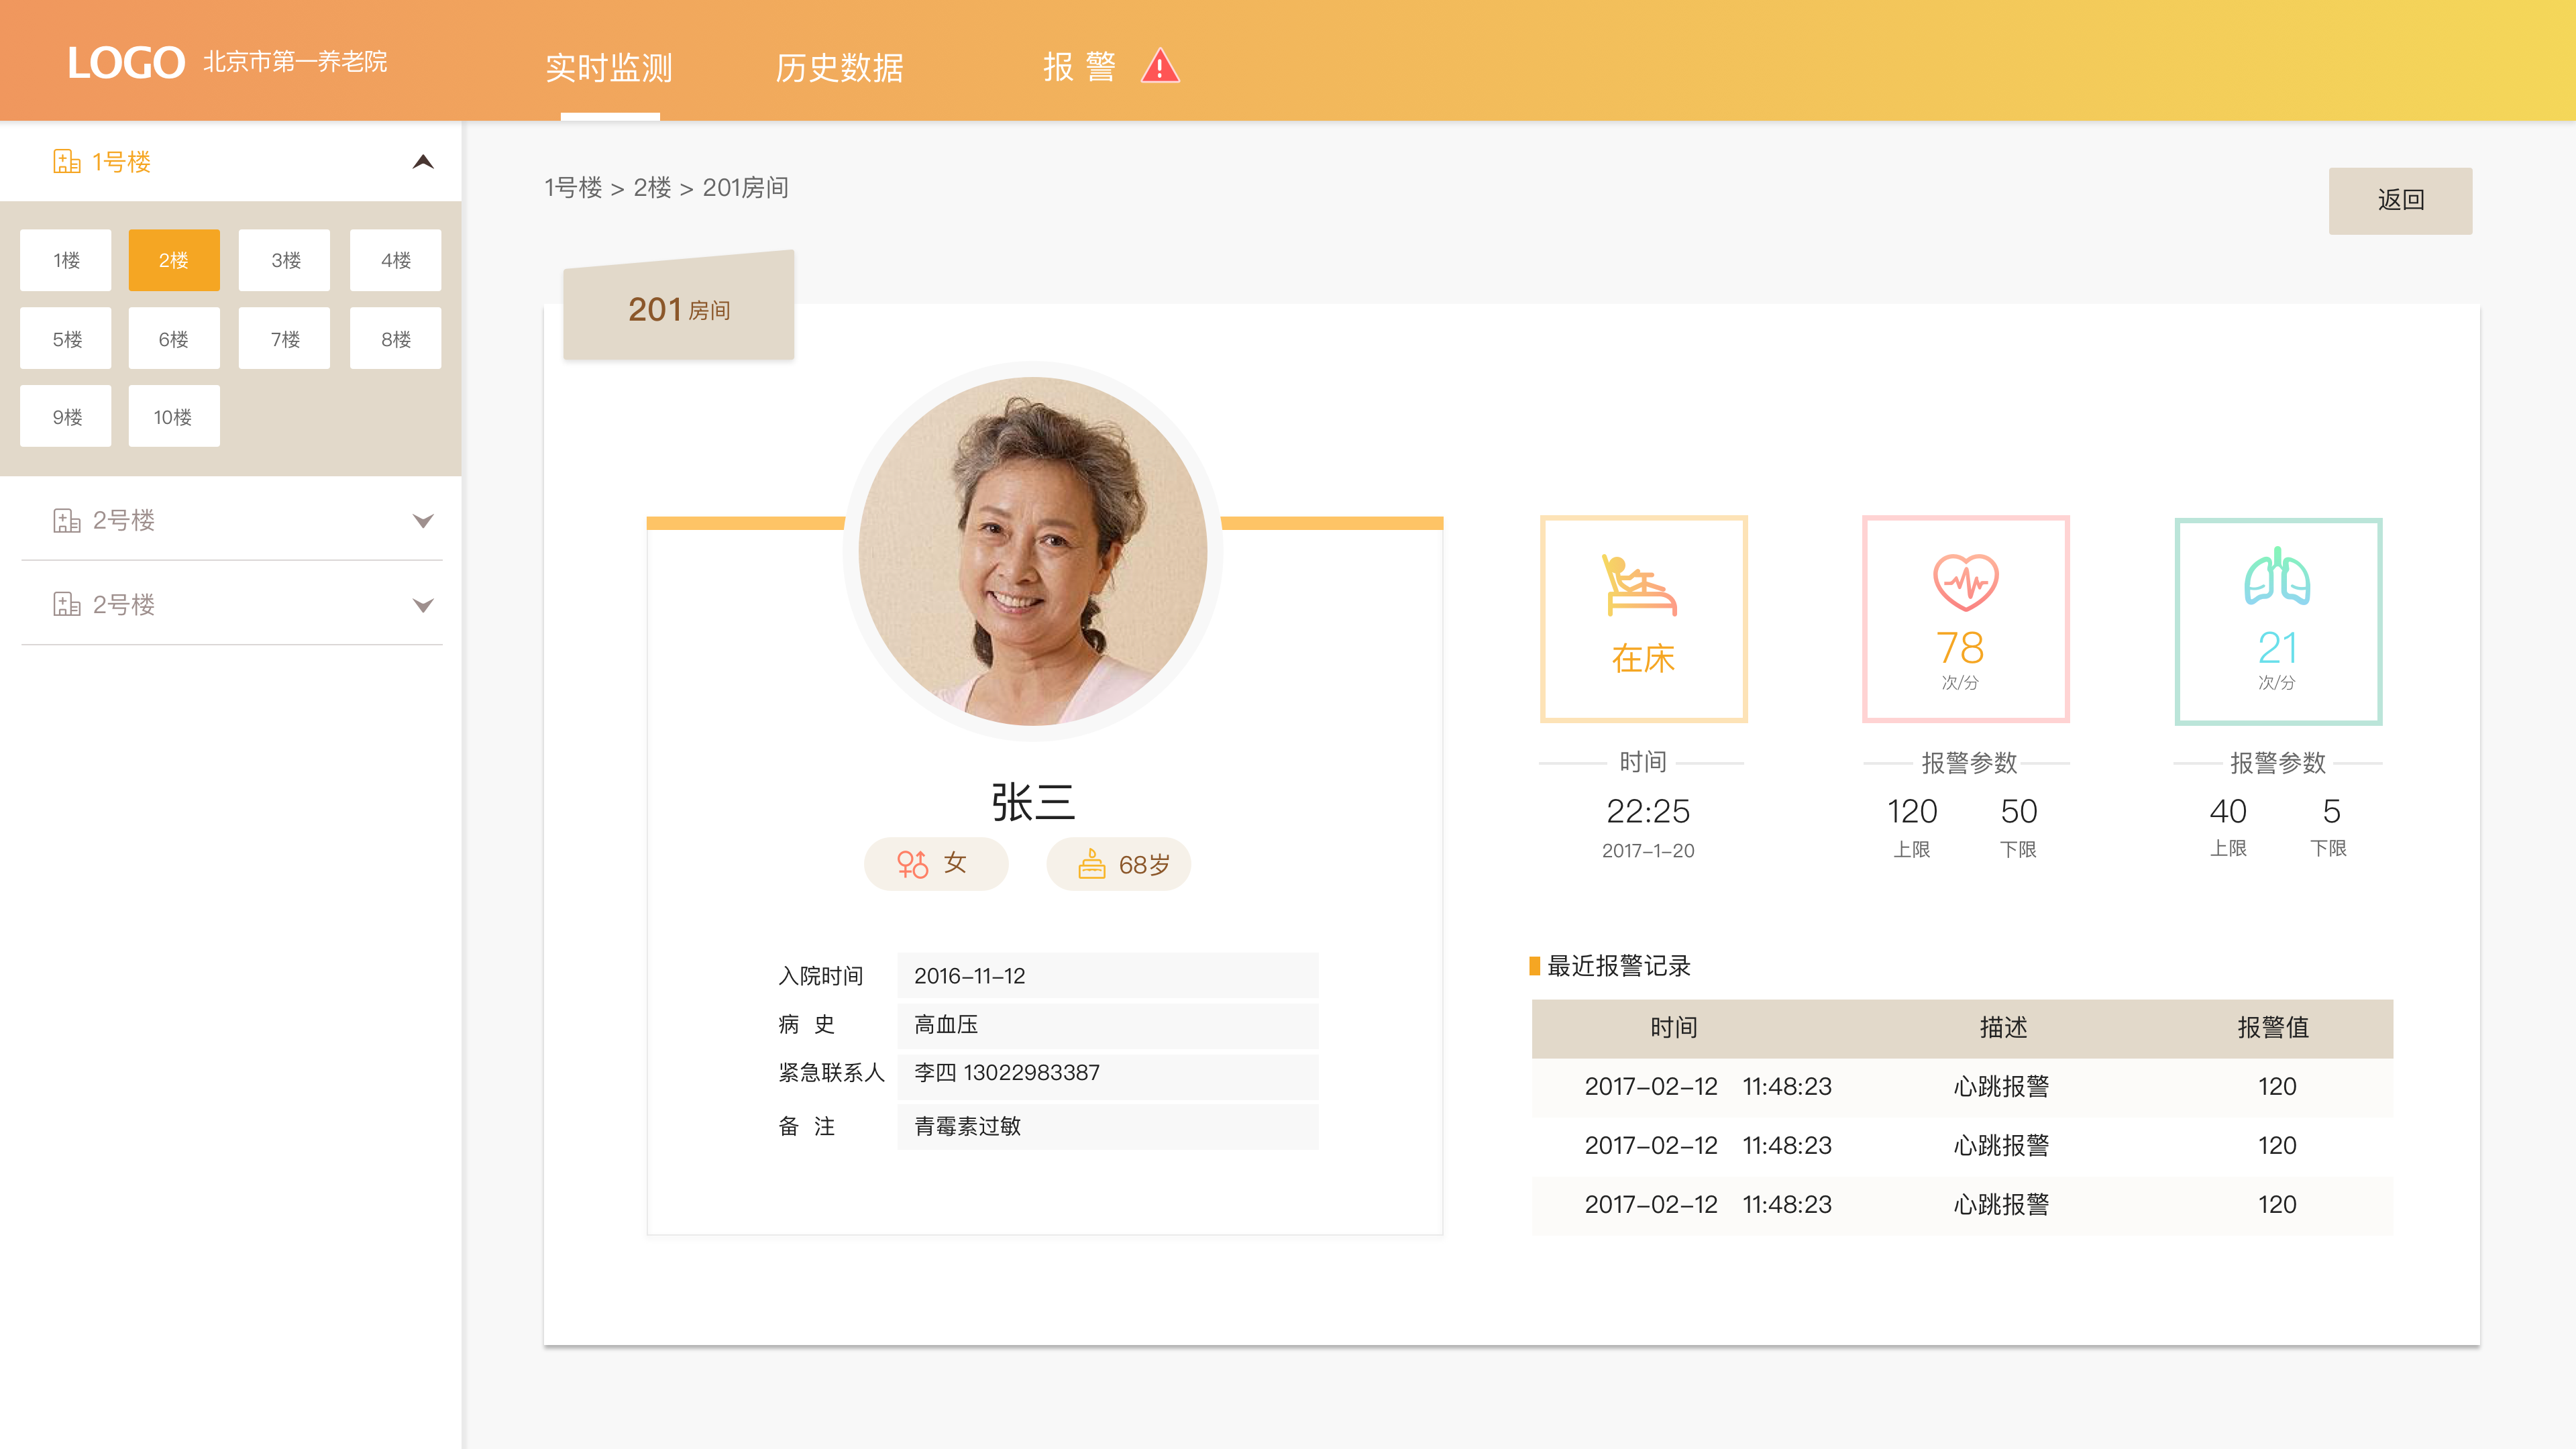 LOGO 北京市第一养老院 实时监测 历史数据 报 警
1号楼
1楼 2楼 3楼 4楼
5楼 6楼 7楼 8楼
9楼 10楼
2号楼
2号楼
1号楼 > 2楼 > 201房间
返回
201 房间
张三
女 68岁
入院时间 2016-11-12
病 史 高血压
紧急联系人 李四 13022983387
备 注 青霉素过敏
在床
时间
22:25
2017-1-20
78
次/分
报警参数
120 50
上限 下限
21
次/分
报警参数
40 5
上限 下限
最近报警记录
时间 描述 报警值
2017-02-12 11:48:23 心跳报警 120
2017-02-12 11:48:23 心跳报警 120
2017-02-12 11:48:23 心跳报警 120